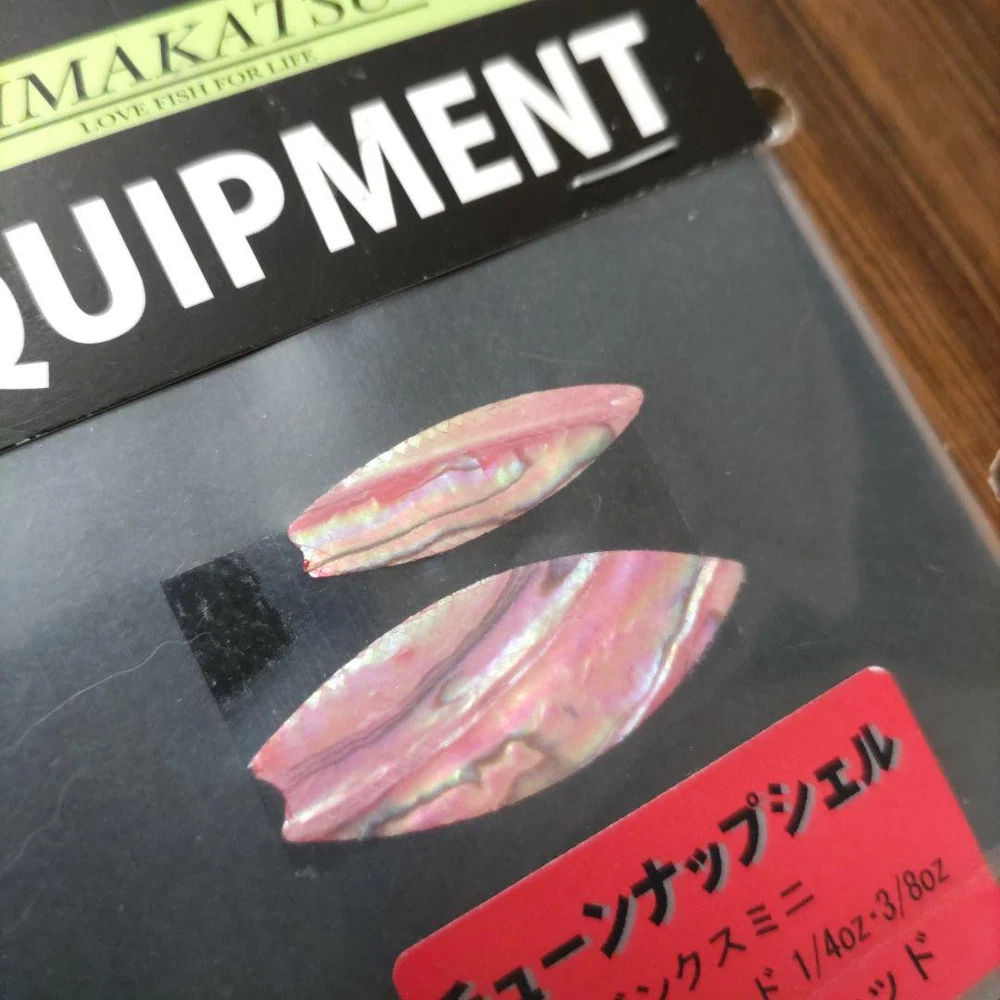 IMAKATSU
LOVE FISH FOR LIFE
QUIPMENT
チューンナップシェル
ジンクスミニ
ド 1/4oz・3/8oz
ッド